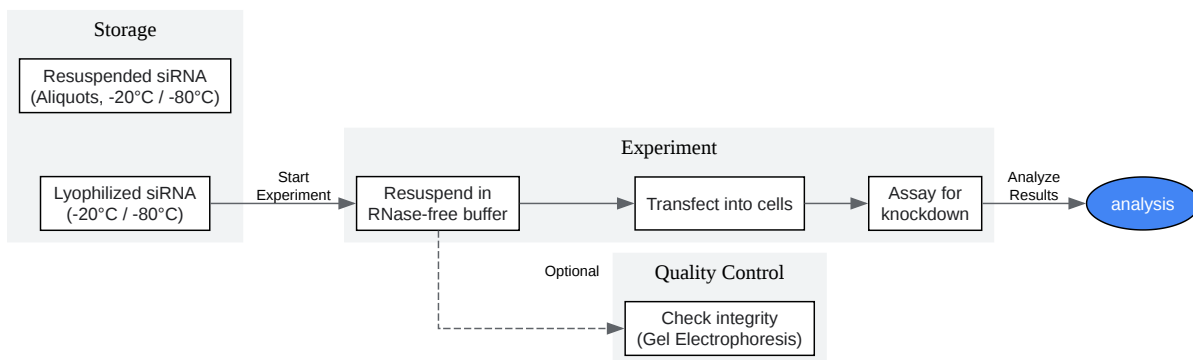 Storage
Resuspended siRNA
(Aliquots, -20°C / -80°C)
Lyophilized siRNA
(-20°C / -80°C)
Start
Experiment
Experiment
Resuspend in
RNase-free buffer
Transfect into cells
Assay for
knockdown
Analyze
Results
analysis
Optional
Quality Control
Check integrity
(Gel Electrophoresis)